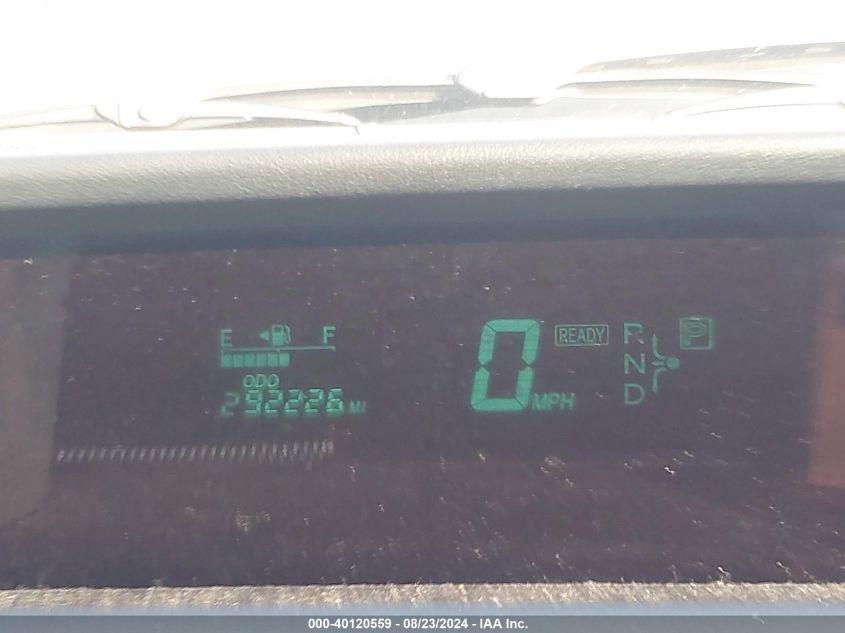 E F
ODO
292226 MI
0 MPH
READY
R P
N
D
000-40120559 - 08/23/2024 - IAA Inc.